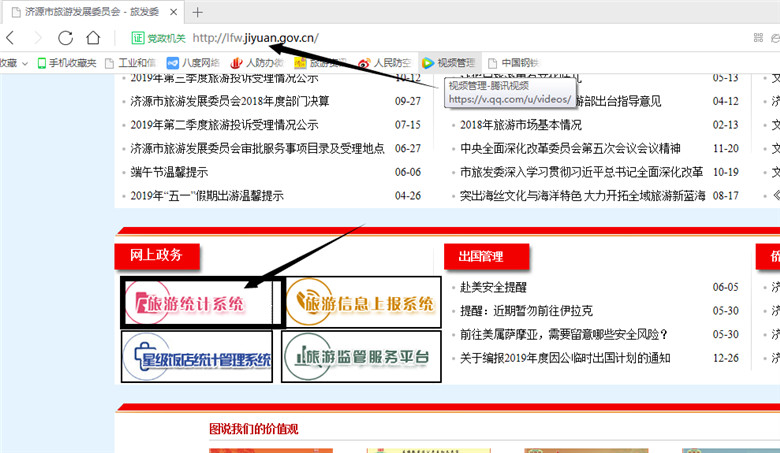 济源市旅游发展委员会 - 旅发委
证 党政机关 http://lfw.jiyuan.gov.cn/
收藏 手机收藏夹 工业和信 八度网络 人防办都 旅游资讯 人民防空 视频管理 中国钢铁
视频管理-腾讯视频
https://v.qq.com/u/videos/
2019年第三季度旅游投诉受理情况公示 10-12
济源市旅游发展委员会2018年度部门决算 09-27
2019年第二季度旅游投诉受理情况公示 07-15
济源市旅游发展委员会审批服务事项目录及受理地点 06-27
端午节温馨提示 06-06
2019年“五一”假期出游温馨提示 04-26
05-13
部出台指导意见 04-12
2018年旅游市场基本情况 02-13
中央全面深化改革委员会第五次会议会议精神 11-20
市旅发委深入学习贯彻习近平总书记全面深化改革 10-19
突出海丝文化与海洋特色 大力开拓全域旅游新蓝海 08-17
网上政务
旅游统计系统
旅游信息上报系统
星级饭店统计管理系统
旅游监管服务平台
出国管理
赴美安全提醒 06-05
提醒：近期暂勿前往伊拉克 05-30
前往美属萨摩亚，需要留意哪些安全风险？ 05-30
关于编报2019年度因公临时出国计划的通知 12-26
侨
图说我们的价值观